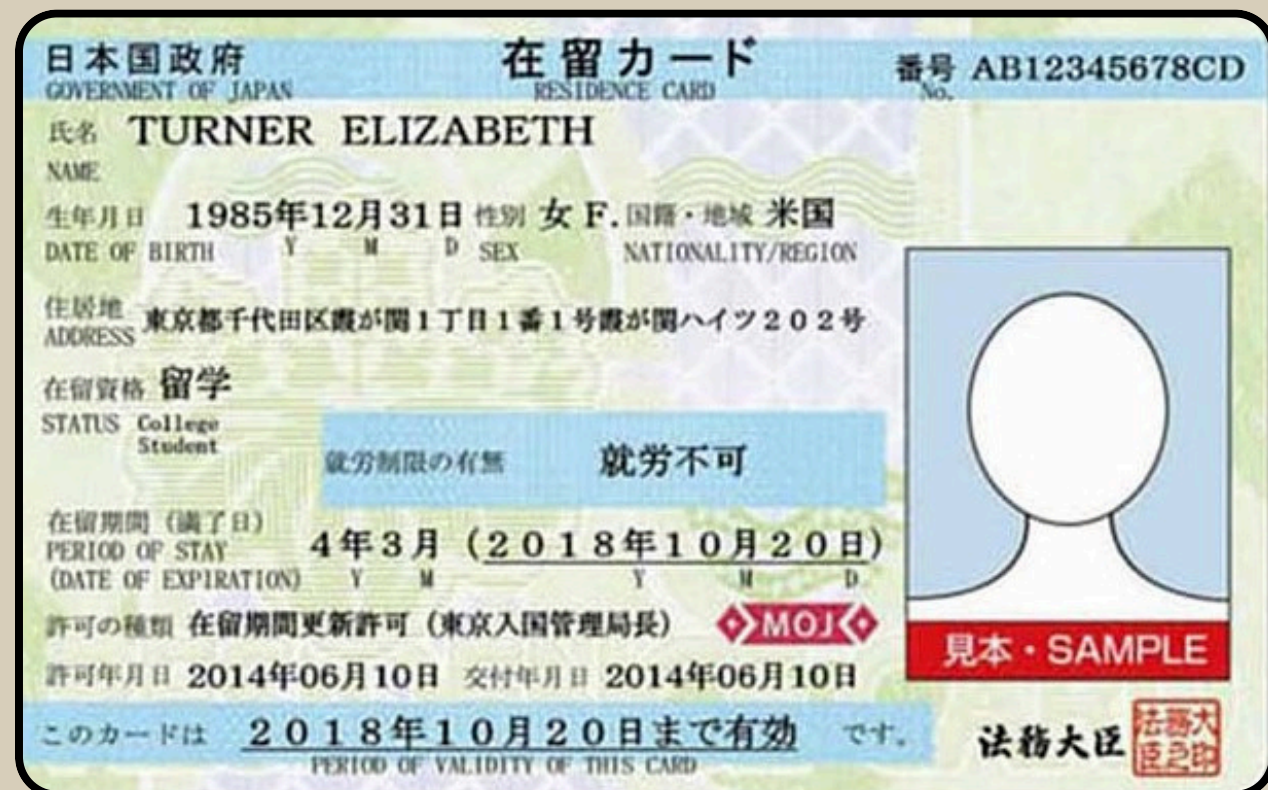 日本国政府 在留カード 番号 AB12345678CD
GOVERNMENT OF JAPAN RESIDENCE CARD No.
氏名 TURNER ELIZABETH
NAME
生年月日 1985年12月31日 性別 女 F. 国籍・地域 米国
DATE OF BIRTH Y M D SEX NATIONALITY/REGION
住居地 東京都千代田区霞が関1丁目1番1号霞が関ハイツ202号
ADDRESS
在留資格 留学
STATUS College
Student
就労制限の有無 就労不可
在留期間(満了日) 4年3月(2018年10月20日)
PERIOD OF STAY
(DATE OF EXPIRATION) Y M Y M D
許可の種類 在留期間更新許可(東京入国管理局長) MOJ
見本・SAMPLE
許可年月日 2014年06月10日 交付年月日 2014年06月10日
このカードは 2018年10月20日まで有効 です。
PERIOD OF VALIDITY OF THIS CARD
法務大臣 法務大臣之印